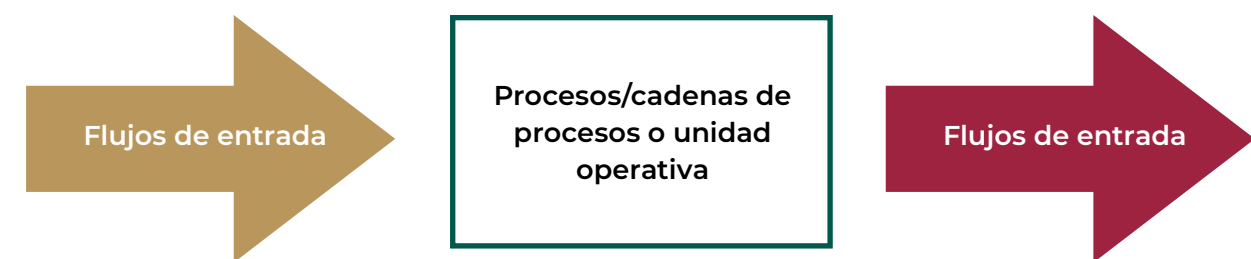 Flujos de entrada
Procesos/cadenas de
procesos o unidad
operativa
Flujos de entrada